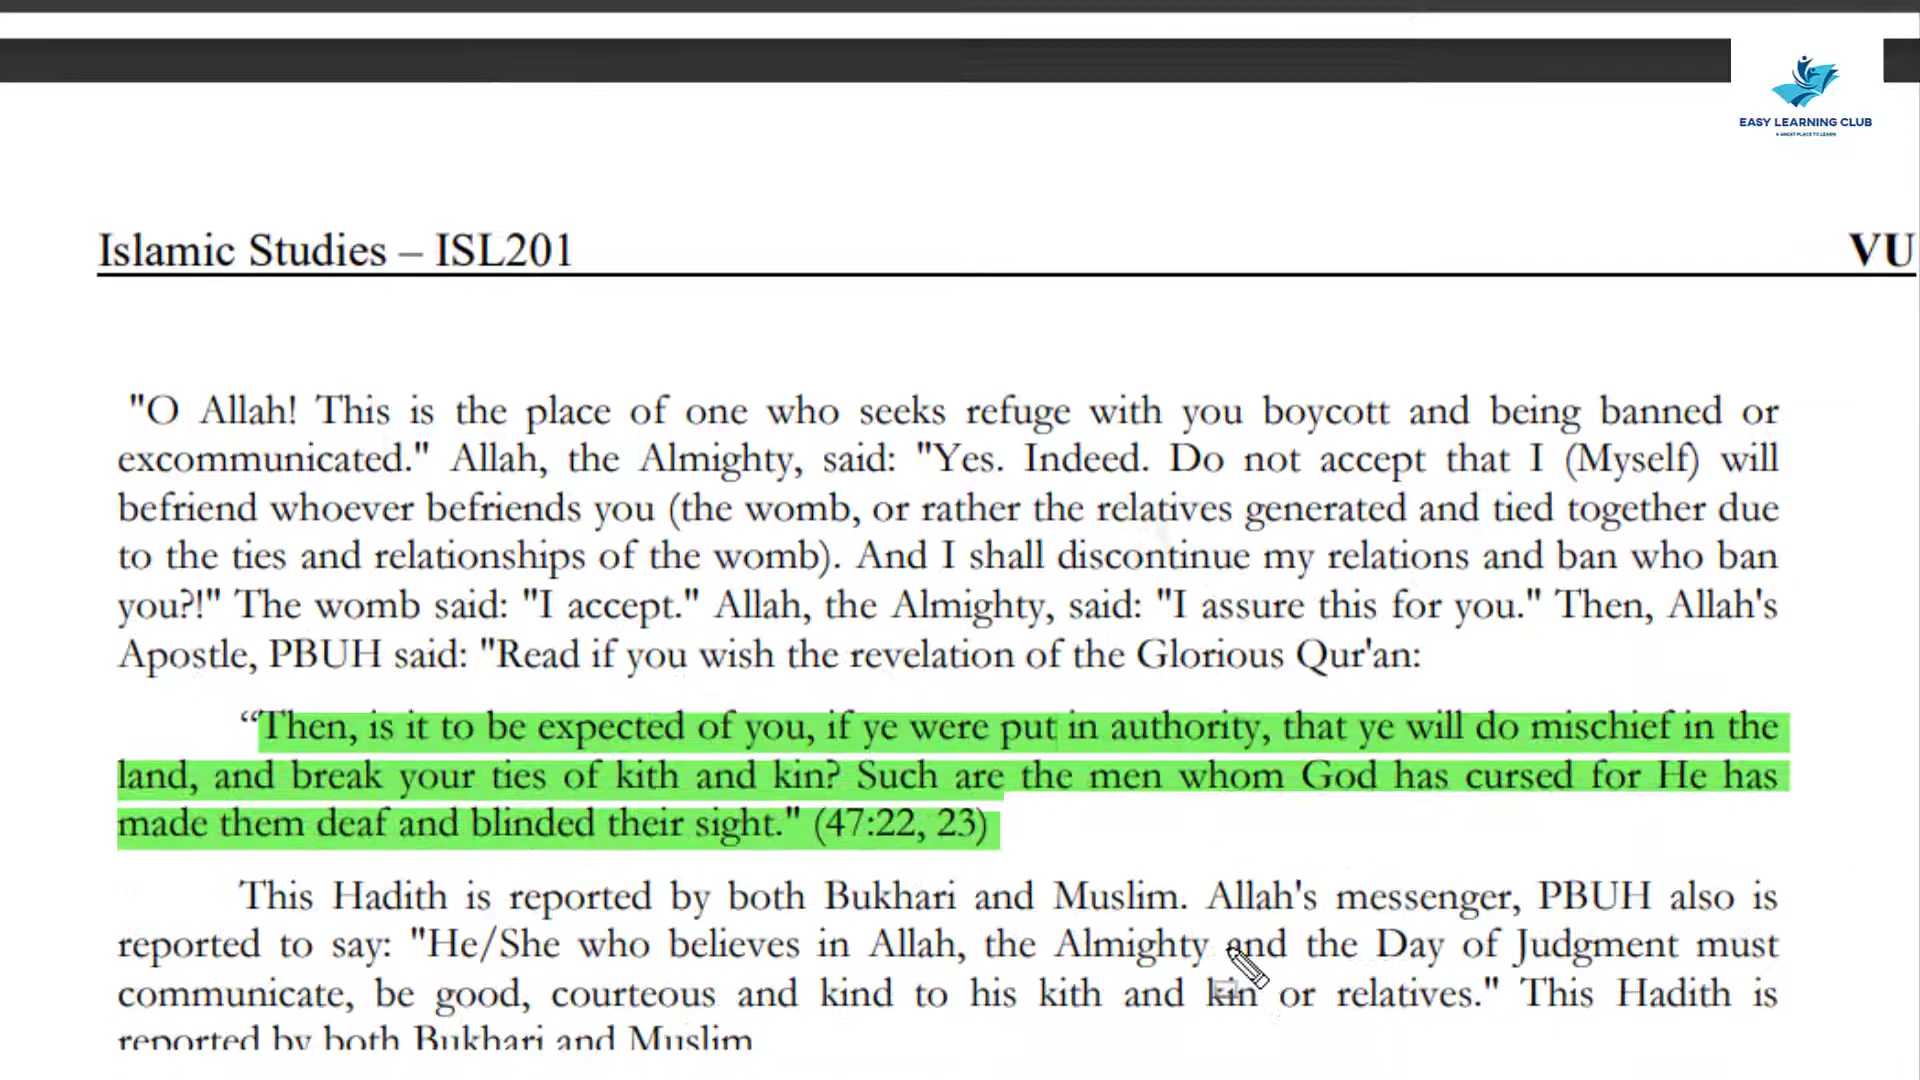 EASY LEARNING CLUB
A GREAT PLACE TO LEARN
Islamic Studies – ISL201 VU
"O Allah! This is the place of one who seeks refuge with you boycott and being banned or
excommunicated." Allah, the Almighty, said: "Yes. Indeed. Do not accept that I (Myself) will
befriend whoever befriends you (the womb, or rather the relatives generated and tied together due
to the ties and relationships of the womb). And I shall discontinue my relations and ban who ban
you?!" The womb said: "I accept." Allah, the Almighty, said: "I assure this for you." Then, Allah's
Apostle, PBUH said: "Read if you wish the revelation of the Glorious Qur'an:
“Then, is it to be expected of you, if ye were put in authority, that ye will do mischief in the
land, and break your ties of kith and kin? Such are the men whom God has cursed for He has
made them deaf and blinded their sight." (47:22, 23)
This Hadith is reported by both Bukhari and Muslim. Allah's messenger, PBUH also is
reported to say: "He/She who believes in Allah, the Almighty and the Day of Judgment must
communicate, be good, courteous and kind to his kith and kin or relatives." This Hadith is
reported by both Bukhari and Muslim